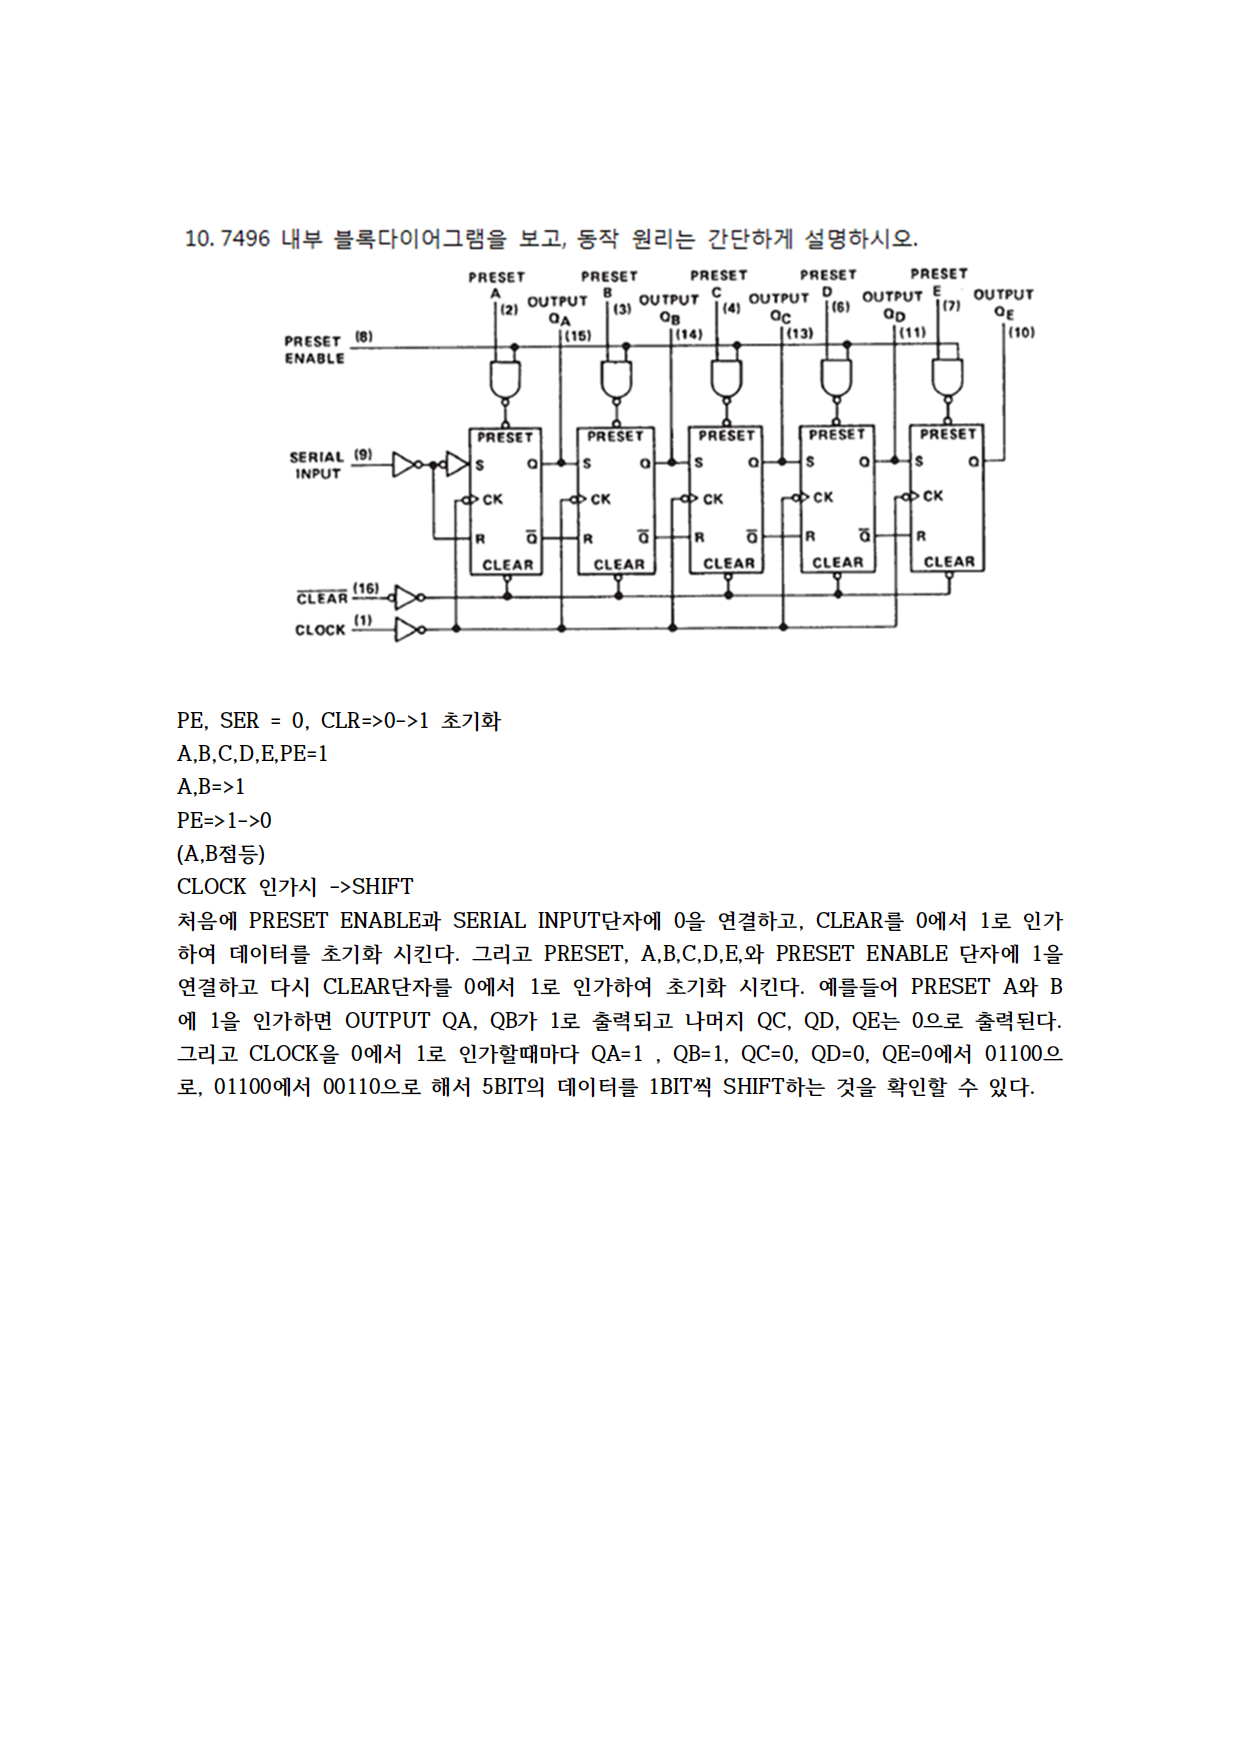 10. 7496 내부 블록다이어그램을 보고, 동작 원리는 간단하게 설명하시오.
PRESET PRESET PRESET PRESET PRESET
A OUTPUT B OUTPUT C OUTPUT D OUTPUT E OUTPUT
(2) QA (3) QB (4) QC (6) QD (7) QE
PRESET (8) (15) (14) (13) (11) (10)
ENABLE
PRESET PRESET PRESET PRESET PRESET
SERIAL (9) S Q S Q S Q S Q S Q
INPUT
CK CK CK CK CK
R Q̅ R Q̅ R Q̅ R Q̅ R
CLEAR CLEAR CLEAR CLEAR CLEAR
C̅L̅E̅A̅R̅ (16)
CLOCK (1)
PE, SER = 0, CLR=>0->1 초기화
A,B,C,D,E,PE=1
A,B=>1
PE=>1->0
(A,B점등)
CLOCK 인가시 ->SHIFT
처음에 PRESET ENABLE과 SERIAL INPUT단자에 0을 연결하고, CLEAR를 0에서 1로 인가
하여 데이터를 초기화 시킨다. 그리고 PRESET, A,B,C,D,E,와 PRESET ENABLE 단자에 1을
연결하고 다시 CLEAR단자를 0에서 1로 인가하여 초기화 시킨다. 예를들어 PRESET A와 B
에 1을 인가하면 OUTPUT QA, QB가 1로 출력되고 나머지 QC, QD, QE는 0으로 출력된다.
그리고 CLOCK을 0에서 1로 인가할때마다 QA=1 , QB=1, QC=0, QD=0, QE=0에서 01100으
로, 01100에서 00110으로 해서 5BIT의 데이터를 1BIT씩 SHIFT하는 것을 확인할 수 있다.